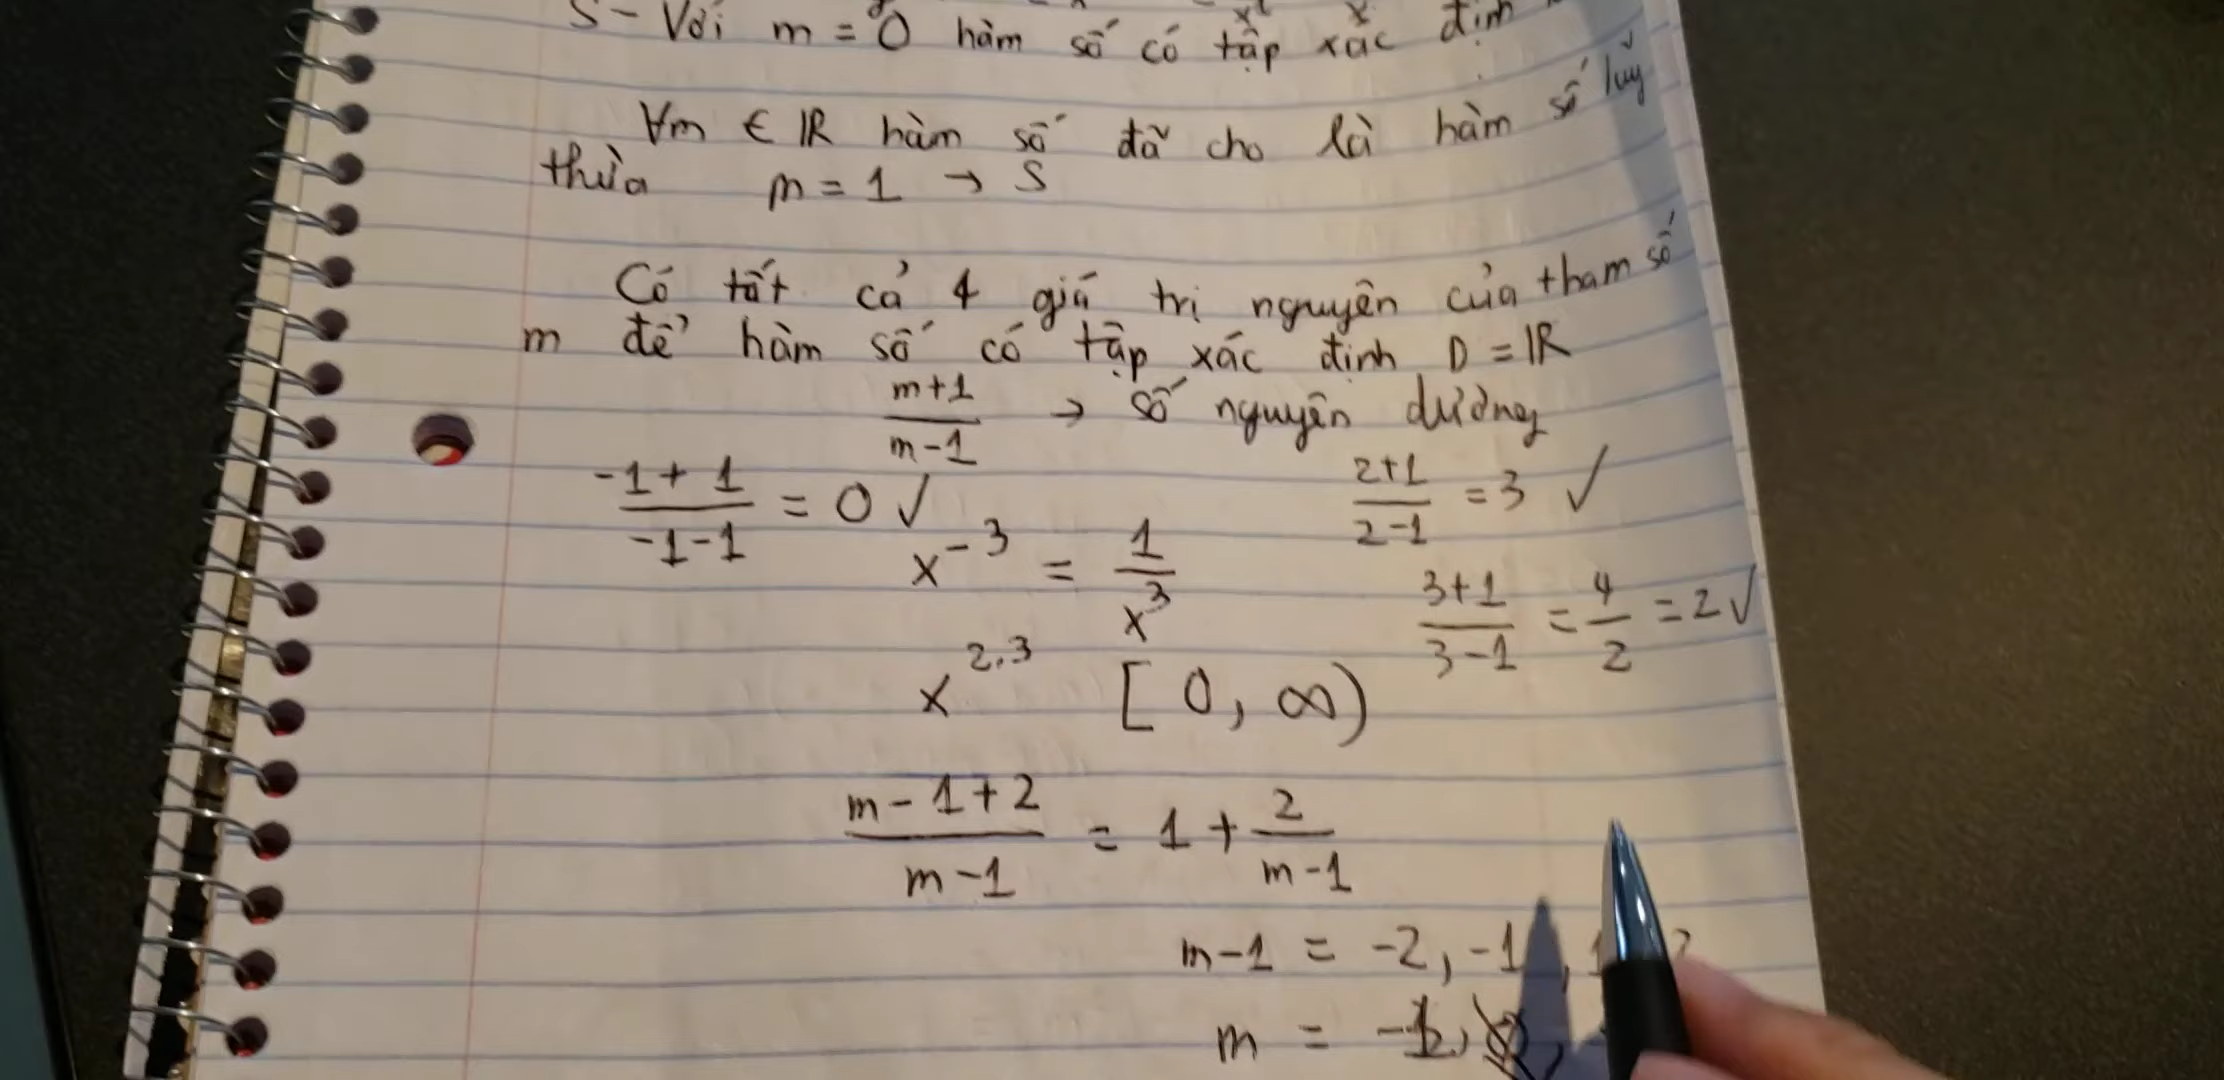 S - Với m = 0 hàm số có tập xác định
∀m ∈ ℝ hàm số đã cho là hàm số lũy
thừa m = 1 → S
Có tất cả 4 giá trị nguyên của tham số
m để hàm số có tập xác định D = ℝ
(m+1)/(m-1) → số nguyên dương
(-1+1)/(-1-1) = 0 ✓
(2+1)/(2-1) = 3 ✓
x^{-3} = 1/x^3
(3+1)/(3-1) = 4/2 = 2 ✓
x^{2.3} [0, ∞)
(m-1+2)/(m-1) = 1 + 2/(m-1)
m-1 = -2, -1, 1
m = -1,